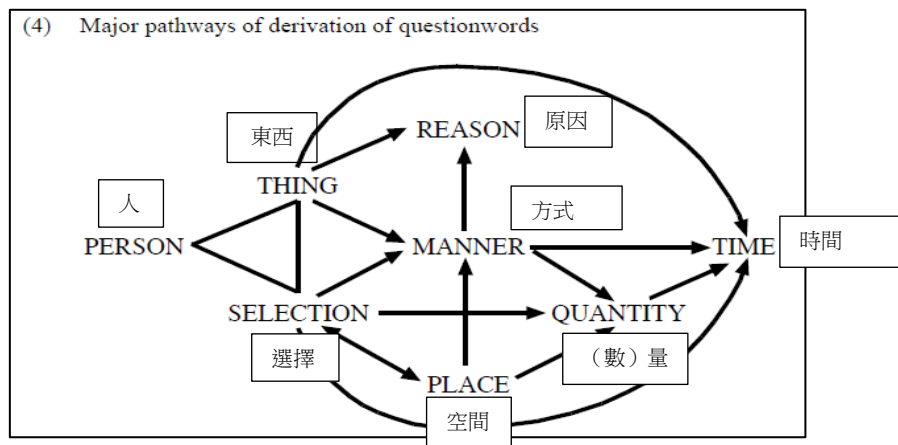 (4) Major pathways of derivation of questionwords
東西
REASON
原因
THING
人
方式
PERSON
MANNER
TIME
時間
SELECTION
QUANTITY
選擇
PLACE
（數）量
空間